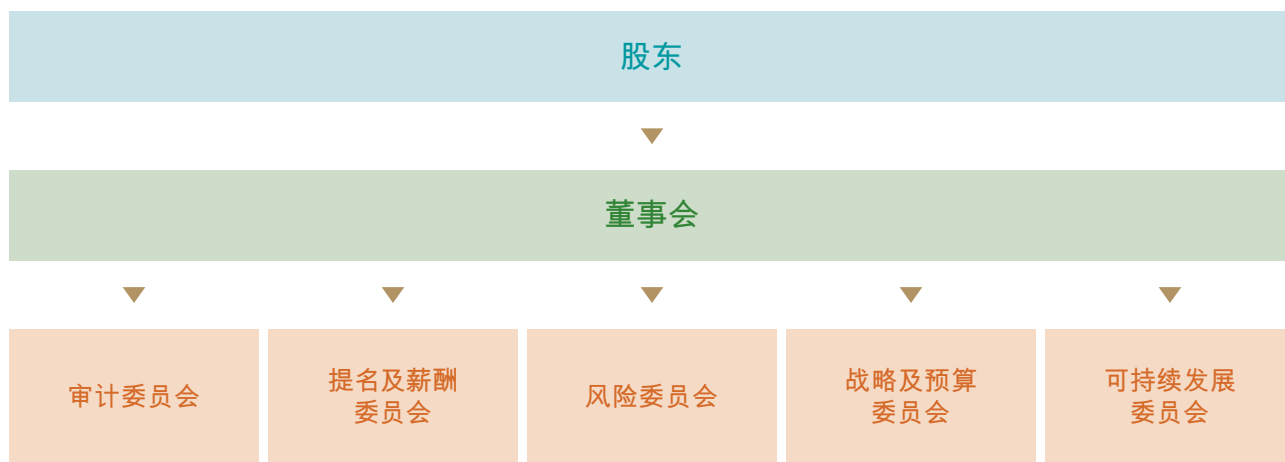 股东
董事会
审计委员会
提名及薪酬
委员会
风险委员会
战略及预算
委员会
可持续发展
委员会